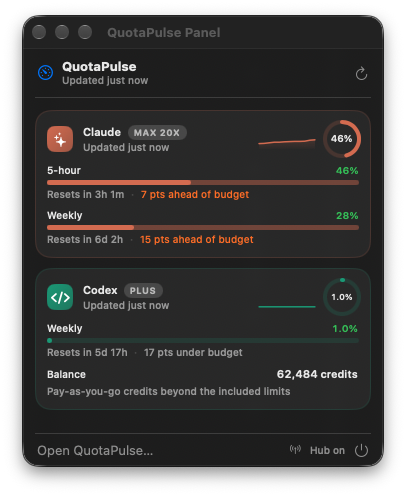 QuotaPulse Panel
QuotaPulse
Updated just now
Claude MAX 20X
Updated just now
46%
5-hour 46%
Resets in 3h 1m · 7 pts ahead of budget
Weekly 28%
Resets in 6d 2h · 15 pts ahead of budget
Codex PLUS
Updated just now
1.0%
Weekly 1.0%
Resets in 5d 17h · 17 pts under budget
Balance 62,484 credits
Pay-as-you-go credits beyond the included limits
Open QuotaPulse... Hub on